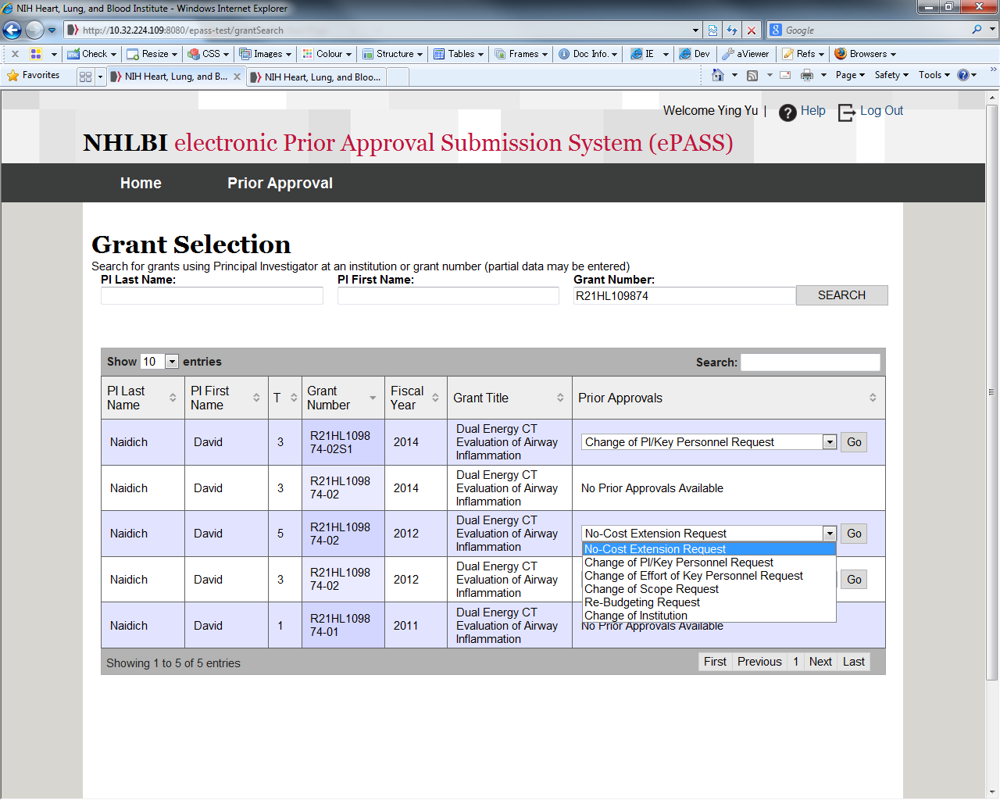 NIH Heart, Lung, and Blood Institute - Windows Internet Explorer
http://10.32.224.109:8080/epass-test/grantSearch
Google
Check Resize CSS Images Colour Structure Tables Frames Doc Info. IE Dev aViewer Refs Browsers
Favorites
NIH Heart, Lung, and B...
NIH Heart, Lung, and Bloo...
Page Safety Tools
Welcome Ying Yu | Help Log Out
NHLBI electronic Prior Approval Submission System (ePASS)
Home Prior Approval
Grant Selection
Search for grants using Principal Investigator at an institution or grant number (partial data may be entered)
PI Last Name: PI First Name: Grant Number:
R21HL109874 SEARCH
Show 10 entries Search:
PI Last
Name
PI First
Name
T
Grant
Number
Fiscal
Year
Grant Title
Prior Approvals
Naidich
David
3
R21HL1098
74-02S1
2014
Dual Energy CT
Evaluation of Airway
Inflammation
Change of PI/Key Personnel Request Go
Naidich
David
3
R21HL1098
74-02
2014
Dual Energy CT
Evaluation of Airway
Inflammation
No Prior Approvals Available
Naidich
David
5
R21HL1098
74-02
2012
Dual Energy CT
Evaluation of Airway
Inflammation
No-Cost Extension Request Go
No-Cost Extension Request
Change of PI/Key Personnel Request
Change of Effort of Key Personnel Request
Change of Scope Request
Re-Budgeting Request
Change of Institution
Naidich
David
3
R21HL1098
74-02
2012
Dual Energy CT
Evaluation of Airway
Inflammation
Go
Naidich
David
1
R21HL1098
74-01
2011
Dual Energy CT
Evaluation of Airway
Inflammation
No Prior Approvals Available
Showing 1 to 5 of 5 entries
First Previous 1 Next Last